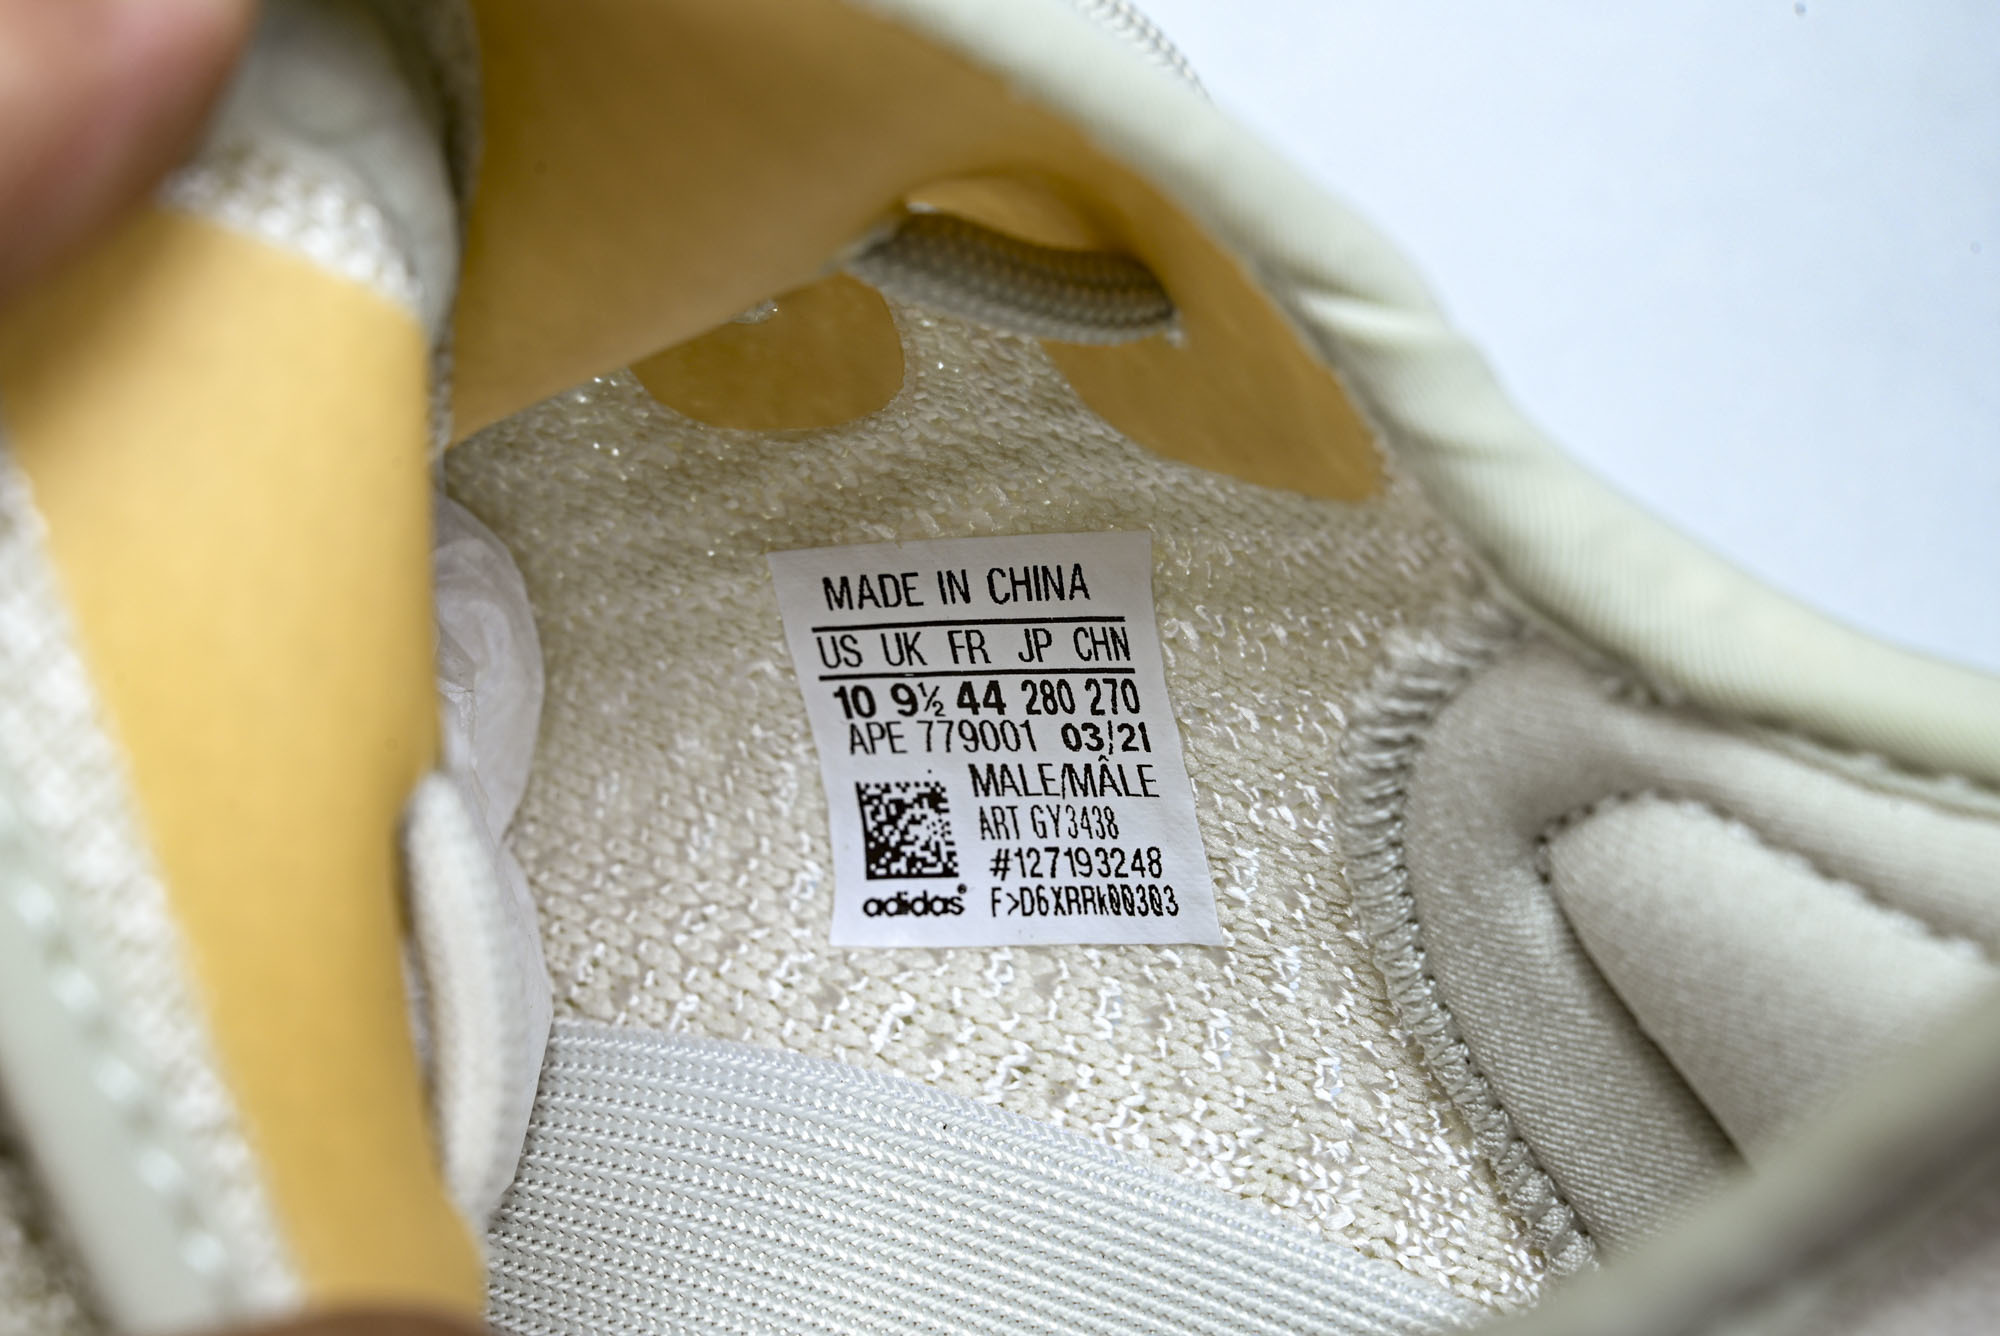 MADE IN CHINA
US UK FR JP CHN
10 9½ 44 280 270
APE 779001 03/21
MALE/MÂLE
ART GY3438
#127193248
adidas® F>D6XRRk00303